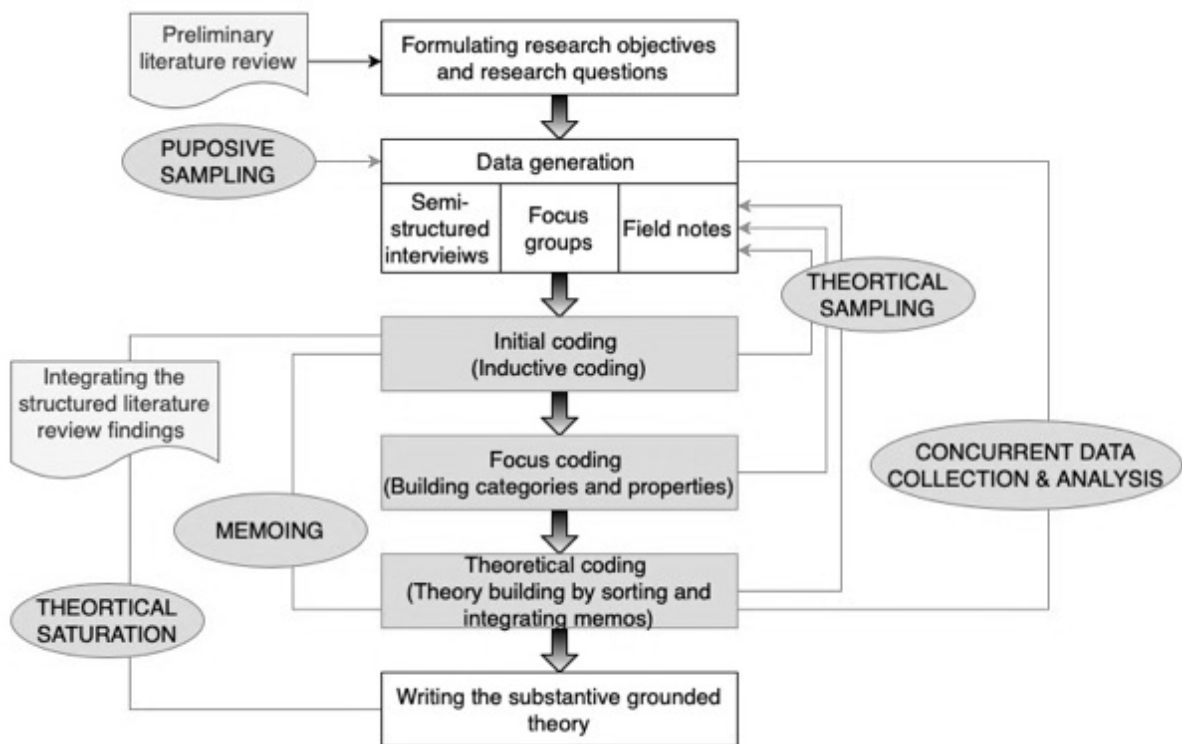 Preliminary
literature review
Formulating research objectives
and research questions
PUPOSIVE
SAMPLING
Data generation
Semi-
structured
intervieiws
Focus
groups
Field notes
THEORTICAL
SAMPLING
Initial coding
(Inductive coding)
Integrating the
structured literature
review findings
Focus coding
(Building categories and properties)
CONCURRENT DATA
COLLECTION & ANALYSIS
MEMOING
Theoretical coding
(Theory building by sorting and
integrating memos)
THEORTICAL
SATURATION
Writing the substantive grounded
theory